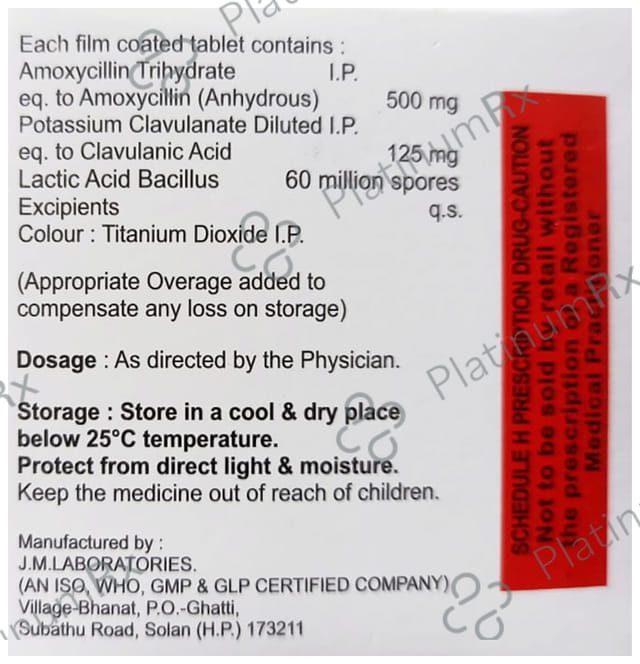 Each film coated tablet contains :
Amoxycillin Trihydrate I.P.
eq. to Amoxycillin (Anhydrous) 500 mg
Potassium Clavulanate Diluted I.P.
eq. to Clavulanic Acid 125 mg
Lactic Acid Bacillus 60 million spores
Excipients q.s.
Colour : Titanium Dioxide I.P.
(Appropriate Overage added to
compensate any loss on storage)
Dosage : As directed by the Physician.
Storage : Store in a cool & dry place
below 25°C temperature.
Protect from direct light & moisture.
Keep the medicine out of reach of children.
Manufactured by :
J.M.LABORATORIES.
(AN ISO, WHO, GMP & GLP CERTIFIED COMPANY)
Village-Bhanat, P.O.-Ghatti,
Subathu Road, Solan (H.P.) 173211
SCHEDULE H PRESCRIPTION DRUG-CAUTION
Not to be sold by retail without
the prescription of a Registered
Medical Practioner
PlatinumRx
PlatinumRx